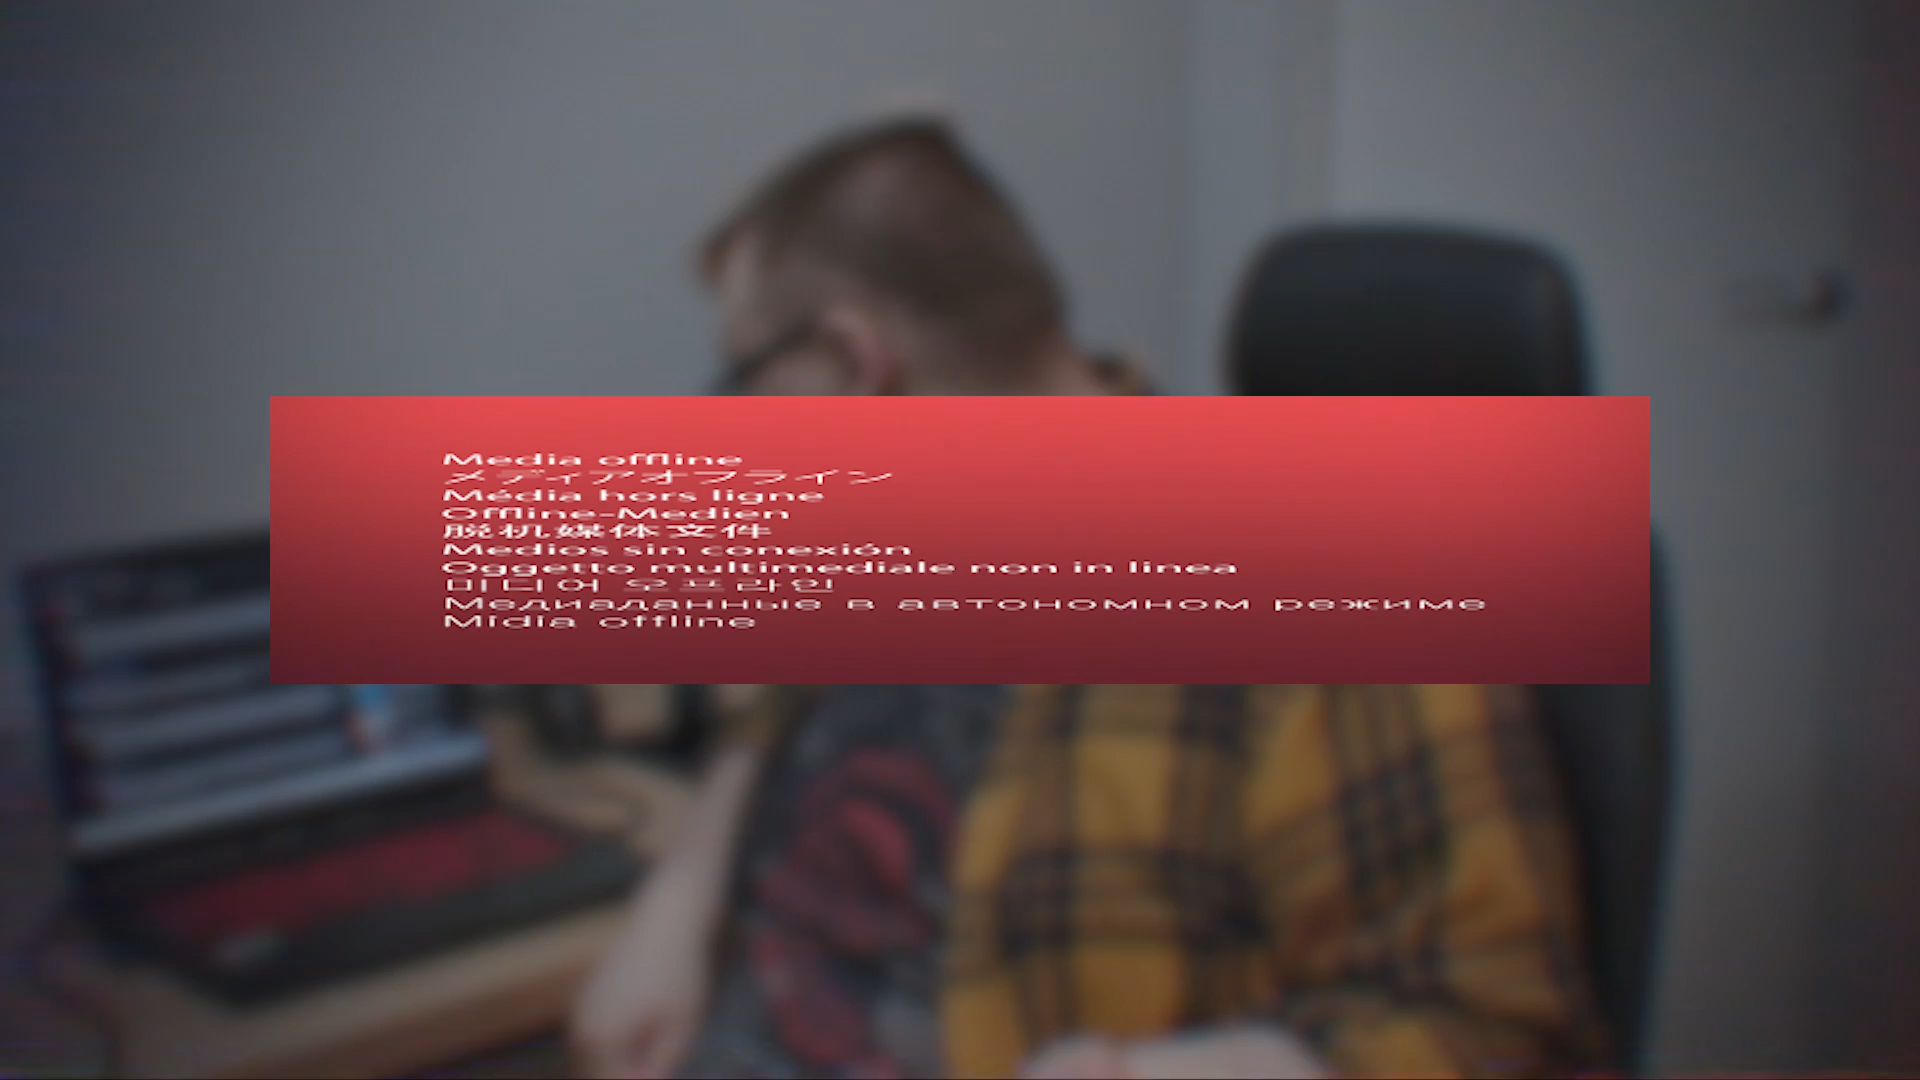 Media offline
メディアオフライン
Média hors ligne
Offline-Medien
脱机媒体文件
Medios sin conexión
Oggetto multimediale non in linea
미디어 오프라인
Медиаданные в автономном режиме
Mídia offline